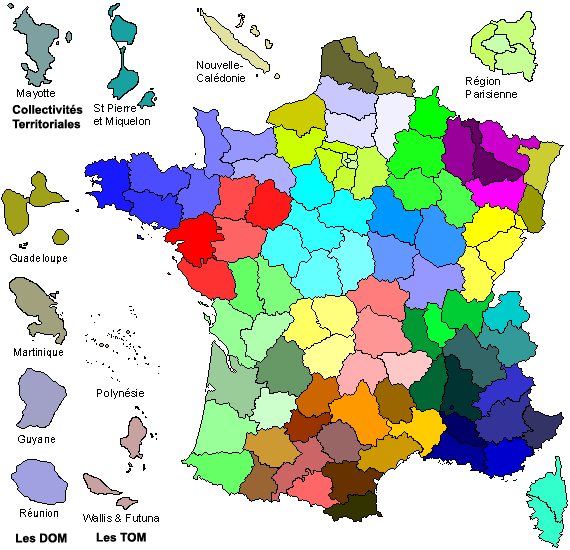 Mayotte
Collectivités
Territoriales
St Pierre
et Miquelon
Nouvelle-
Calédonie
Région
Parisienne
Guadeloupe
Martinique
Polynésie
Guyane
Réunion
Wallis & Futuna
Les DOM
Les TOM